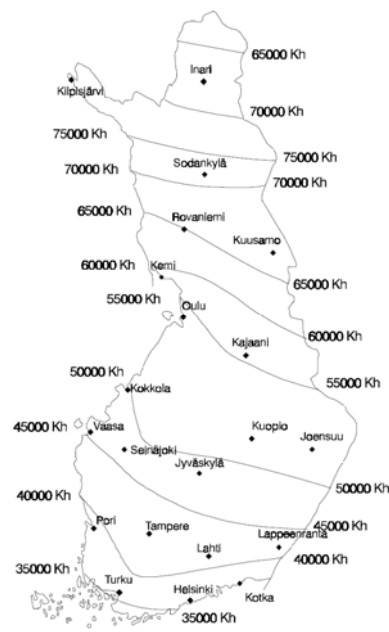 65000 Kh
Inari
Kilpisjärvi
70000 Kh
75000 Kh
75000 Kh
Sodankylä
70000 Kh
70000 Kh
65000 Kh
Rovaniemi
Kuusamo
60000 Kh
Kemi
65000 Kh
55000 Kh
Oulu
60000 Kh
Kajaani
50000 Kh
55000 Kh
Kokkola
45000 Kh
Vaasa
Kuopio
Joensuu
Seinäjoki
Jyväskylä
50000 Kh
40000 Kh
45000 Kh
Pori
Tampere
Lappeenranta
Lahti
40000 Kh
35000 Kh
Turku
Helsinki
Kotka
35000 Kh